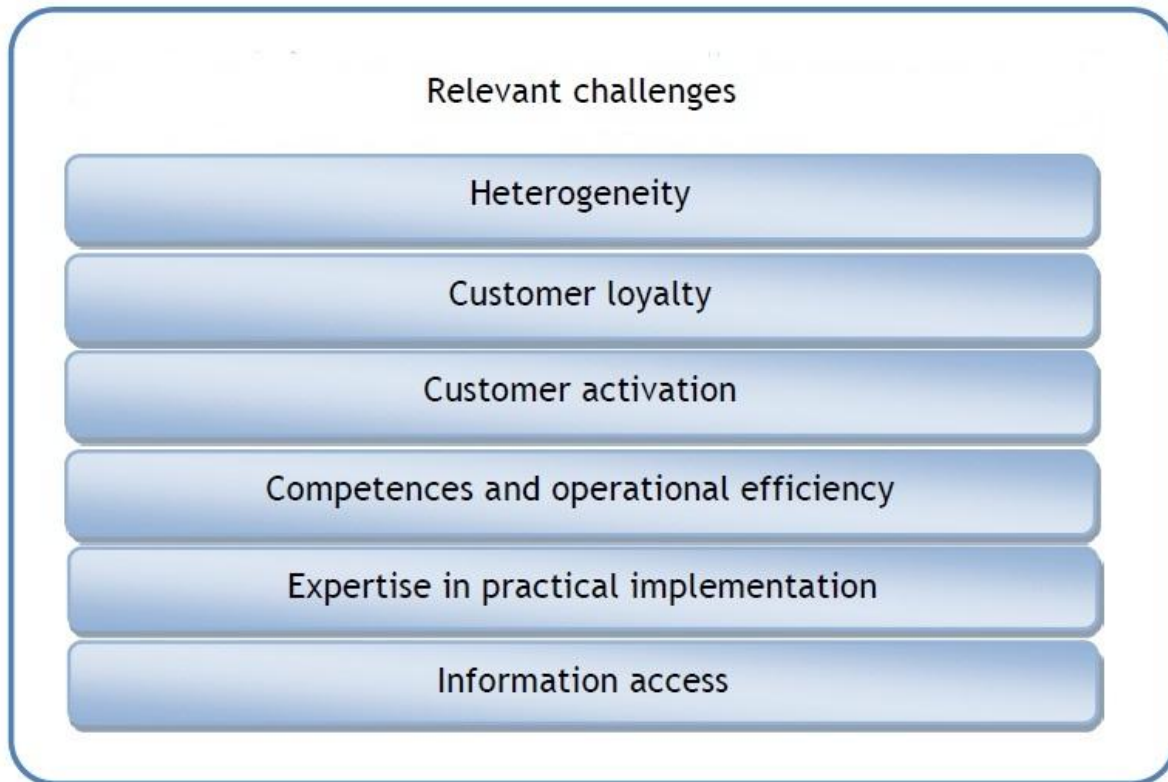 Relevant challenges
Heterogeneity
Customer loyalty
Customer activation
Competences and operational efficiency
Expertise in practical implementation
Information access